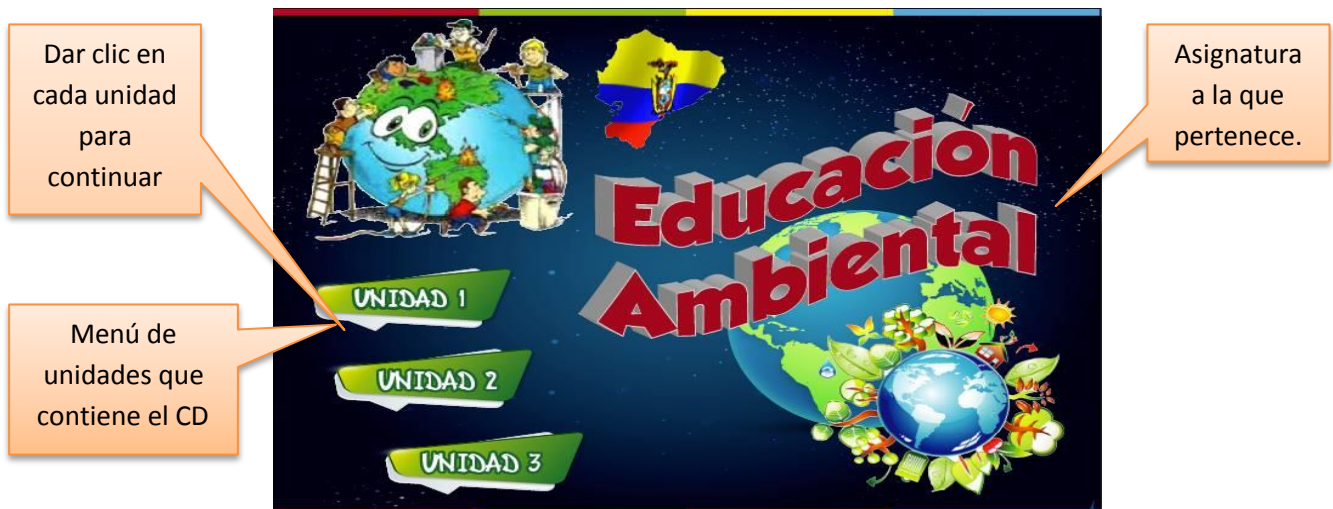 Dar clic en
cada unidad
para
continuar
Asignatura
a la que
pertenece.
Educación
Ambiental
UNIDAD 1
Menú de
unidades que
contiene el CD
UNIDAD 2
UNIDAD 3